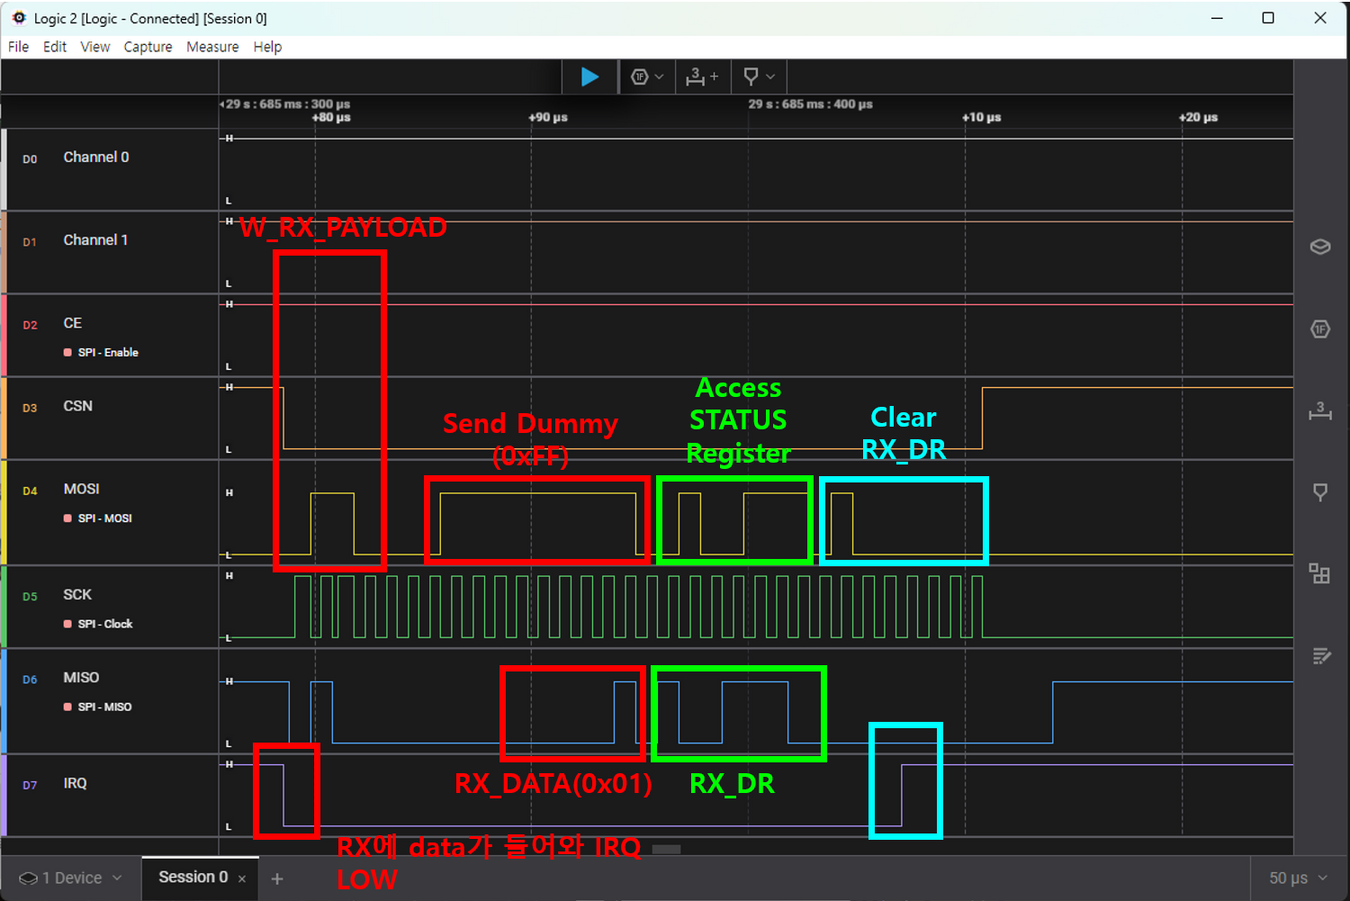 Logic 2 [Logic - Connected] [Session 0]
File Edit View Capture Measure Help
1F 3 +
29 s : 685 ms : 300 µs 29 s : 685 ms : 400 µs
+80 µs +90 µs +10 µs +20 µs
D0 Channel 0 H
L
D1 Channel 1 H
W_RX_PAYLOAD
L
D2 CE H
SPI - Enable
L
D3 CSN H
L
Access
STATUS
Register
Clear
RX_DR
Send Dummy
(0xFF)
D4 MOSI H
SPI - MOSI
L
D5 SCK H
SPI - Clock
L
D6 MISO H
SPI - MISO
L
D7 IRQ H
L
RX_DATA(0x01) RX_DR
RX에 data가 들어와 IRQ
LOW
1F
3
1 Device Session 0 × + 50 µs